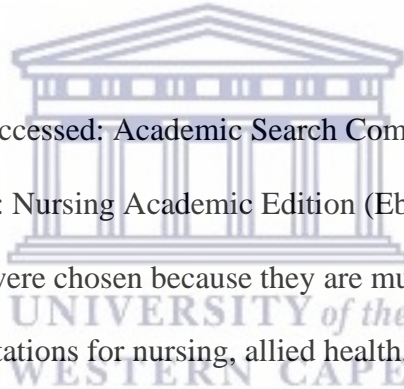 ccessed: Academic Search Com
: Nursing Academic Edition (Eb
vere chosen because they are mu
UNIVERSITY of the
tations for nursing, allied health,
WESTERN CAPE